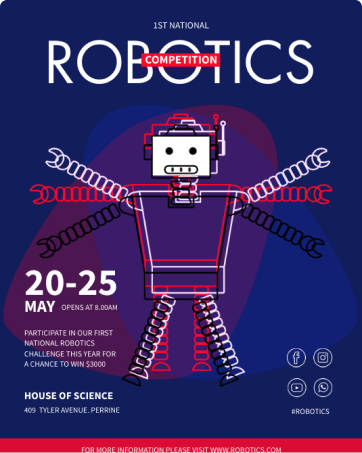 1ST NATIONAL
ROBOTICS
COMPETITION
20-25
MAY OPENS AT 8.00AM
PARTICIPATE IN OUR FIRST
NATIONAL ROBOTICS
CHALLENGE THIS YEAR FOR
A CHANCE TO WIN $3000
HOUSE OF SCIENCE
409 TYLER AVENUE. PERRINE
#ROBOTICS
FOR MORE INFORMATION PLEASE VISIT WWW.ROBOTICS.COM